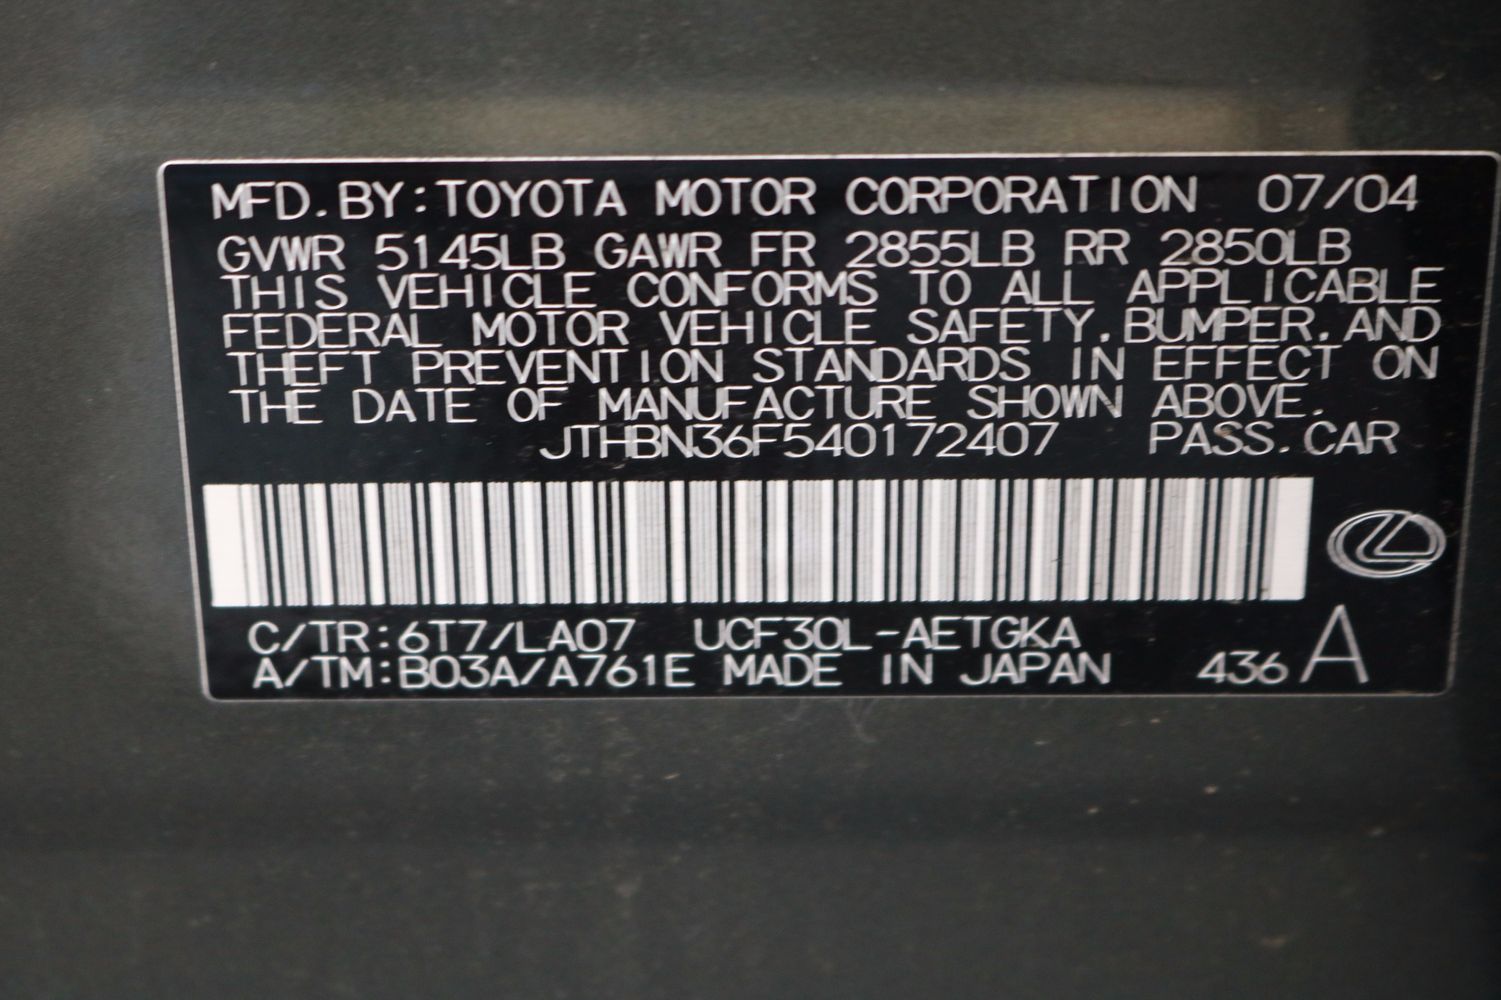 MFD. BY: TOYOTA MOTOR CORPORATION 07/04
GVWR 5145LB GAWR FR 2855LB RR 2850LB
THIS VEHICLE CONFORMS TO ALL APPLICABLE
FEDERAL MOTOR VEHICLE SAFETY, BUMPER, AND
THEFT PREVENTION STANDARDS IN EFFECT ON
THE DATE OF MANUFACTURE SHOWN ABOVE.
JTHBN36F540172407 PASS. CAR
C/TR: 6T7/LA07 UCF30L-AETGKA
A/TM: B03A/A761E MADE IN JAPAN 436 A